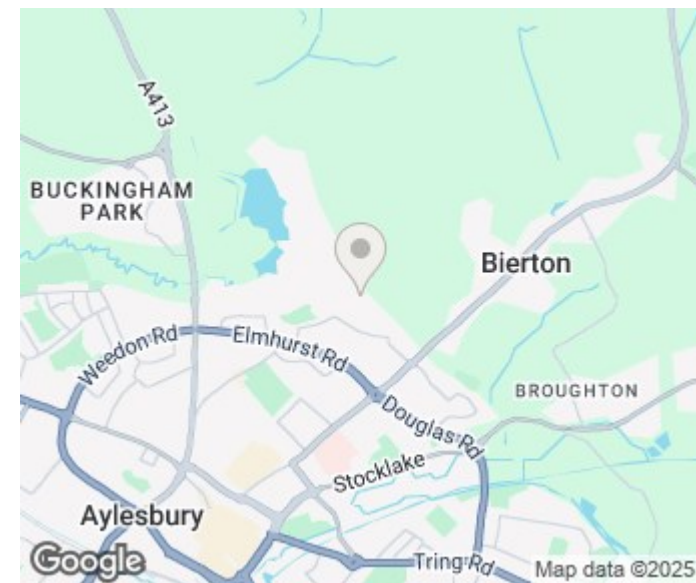 A413
BUCKINGHAM
PARK
Bierton
Weedon Rd
Elmhurst Rd
BROUGHTON
Douglas Rd
Stocklake
Aylesbury
Tring Rd
Google
Map data ©2025